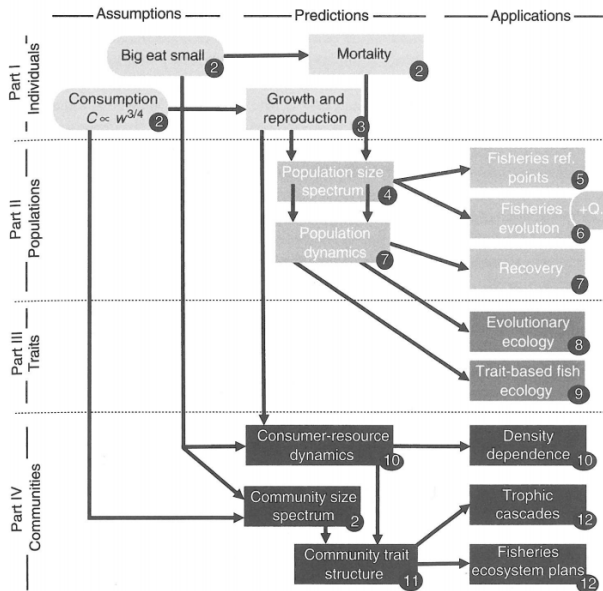 Assumptions
Predictions
Applications
Part I
Individuals
Big eat small
2
Mortality
2
Consumption
C ∝ w^3/4
2
Growth and
reproduction
3
Part II
Populations
Population size
spectrum
4
Fisheries ref.
points
5
Fisheries
evolution
6
+Q.
Population
dynamics
7
Recovery
7
Part III
Traits
Evolutionary
ecology
8
Trait-based fish
ecology
9
Part IV
Communities
Consumer-resource
dynamics
10
Density
dependence
10
Community size
spectrum
2
Trophic
cascades
12
Community trait
structure
11
Fisheries
ecosystem plans
12